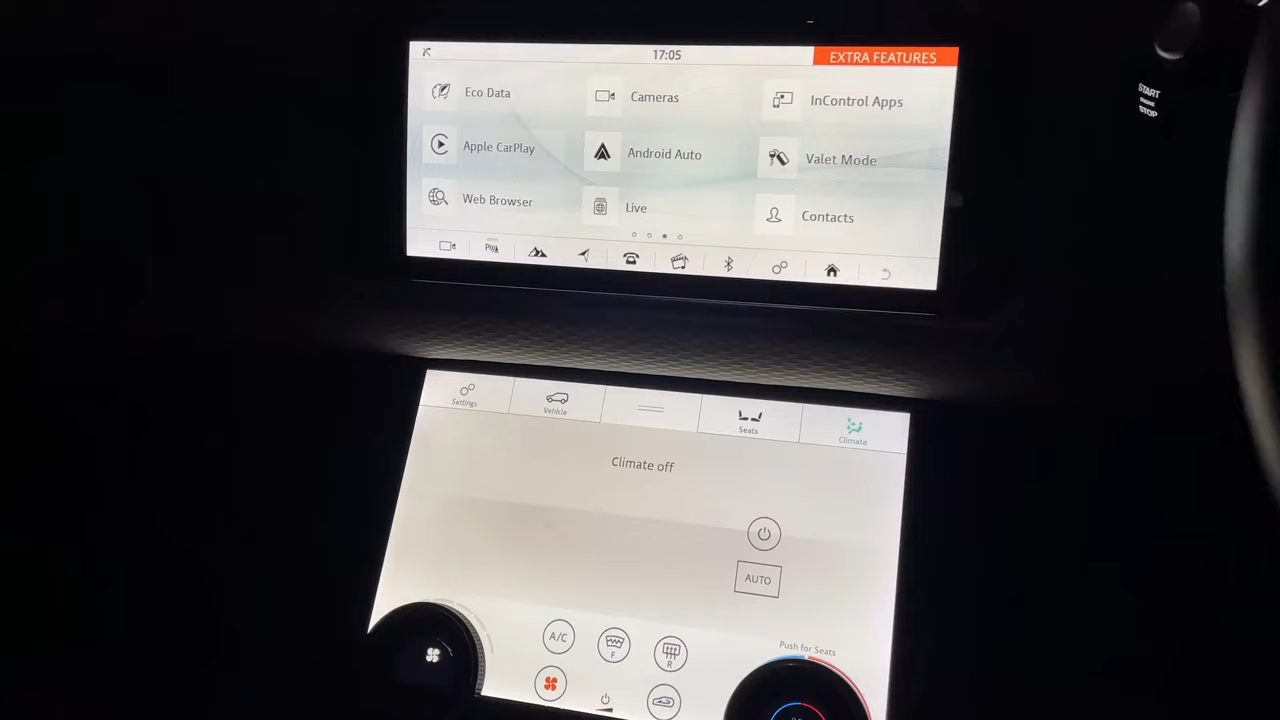 17:05
EXTRA FEATURES
Eco Data
Cameras
InControl Apps
Apple CarPlay
Android Auto
Valet Mode
Web Browser
Live
Contacts
START
ENGINE
STOP
Settings
Vehicle
Seats
Climate
Climate off
AUTO
A/C
F
R
Push for Seats